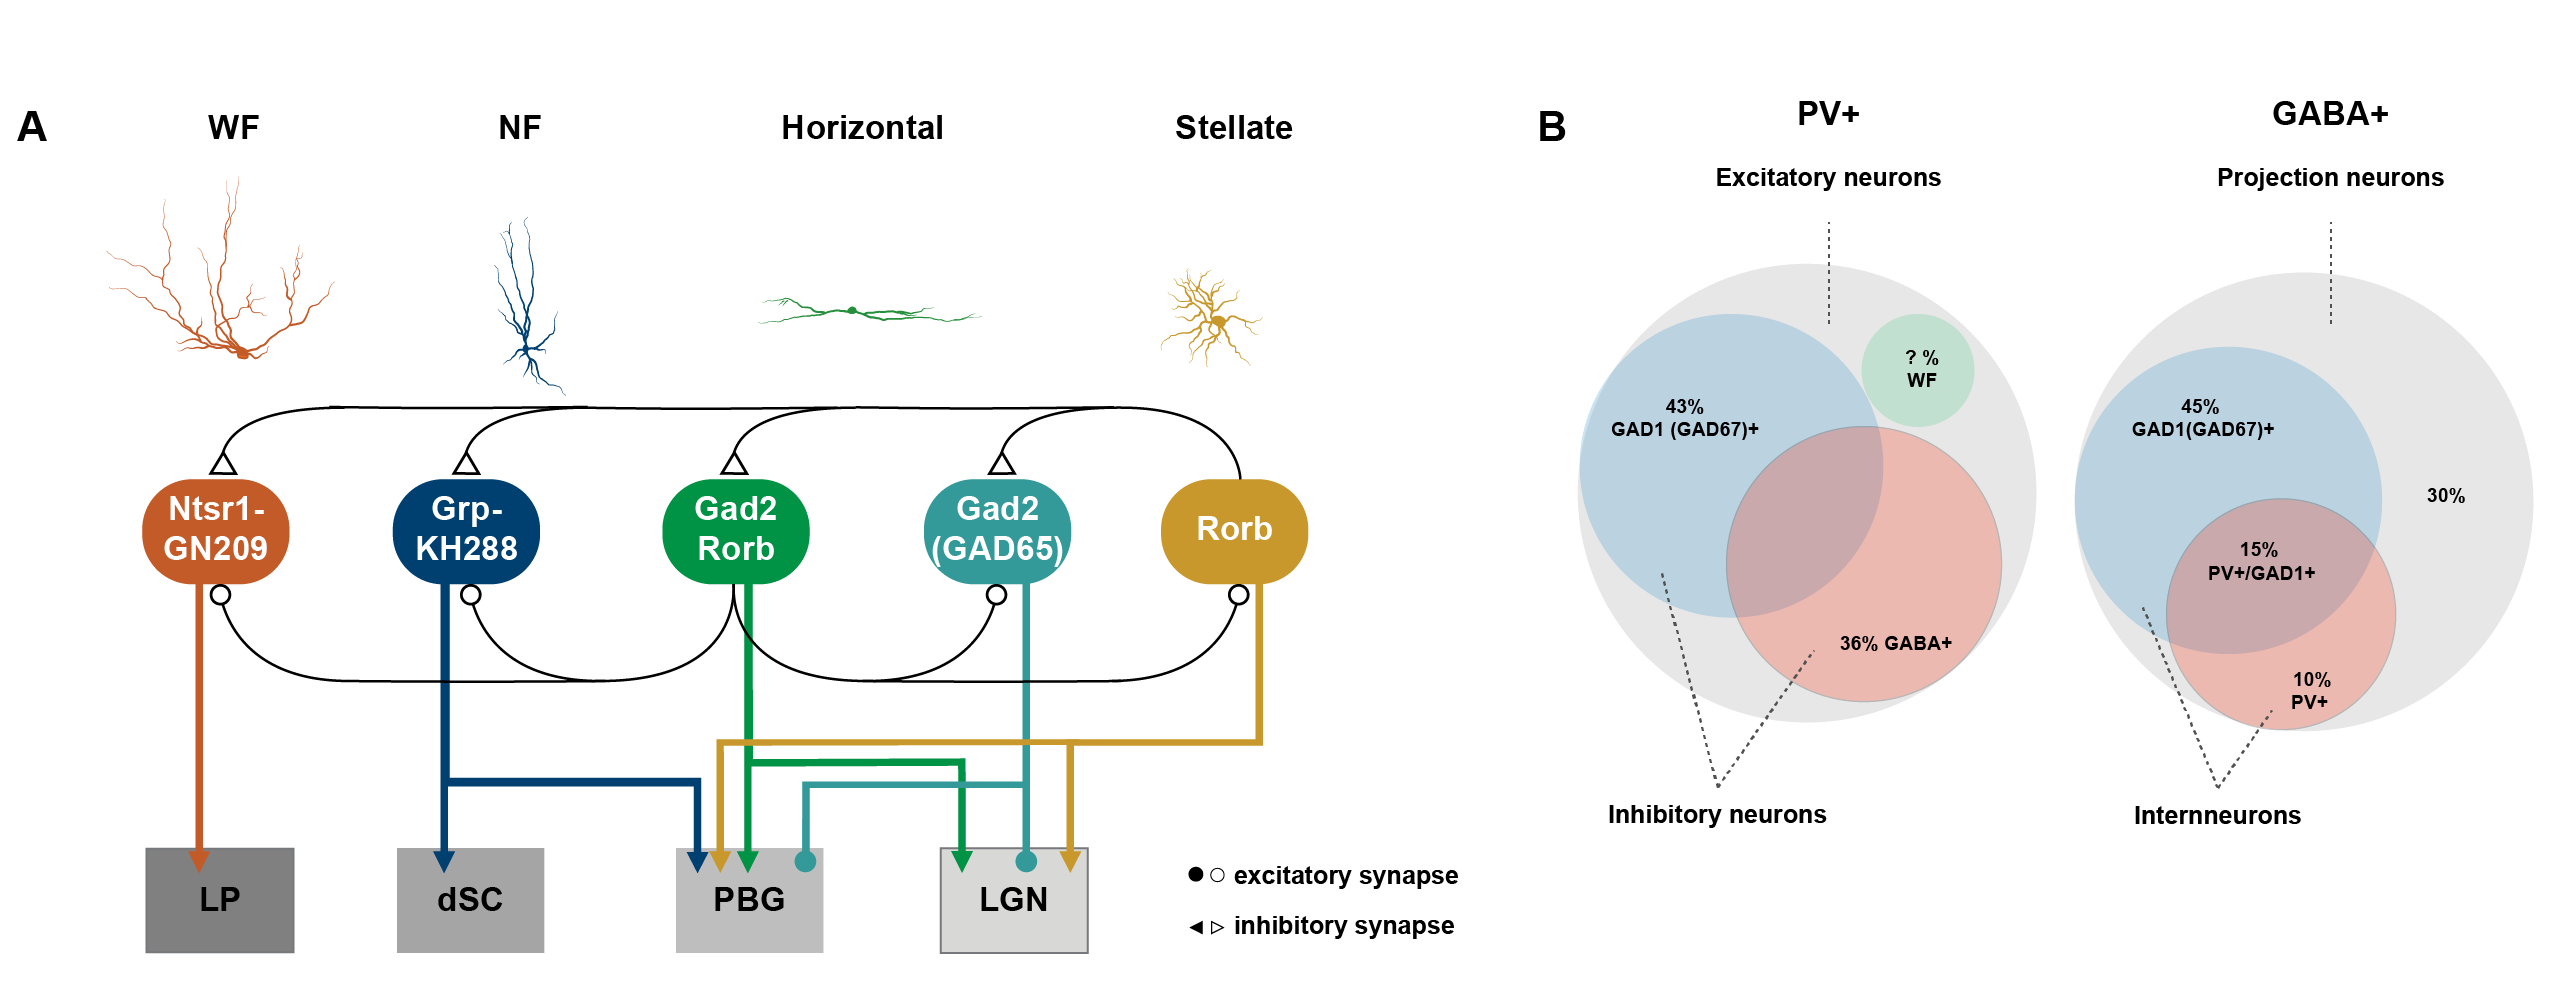 A
WF
NF
Horizontal
Stellate
Ntsr1-
GN209
Grp-
KH288
Gad2
Rorb
Gad2
(GAD65)
Rorb
LP
dSC
PBG
LGN
excitatory synapse
inhibitory synapse
B
PV+
Excitatory neurons
? %
WF
43%
GAD1 (GAD67)+
36% GABA+
Inhibitory neurons
GABA+
Projection neurons
45%
GAD1(GAD67)+
30%
15%
PV+/GAD1+
10%
PV+
Internneurons